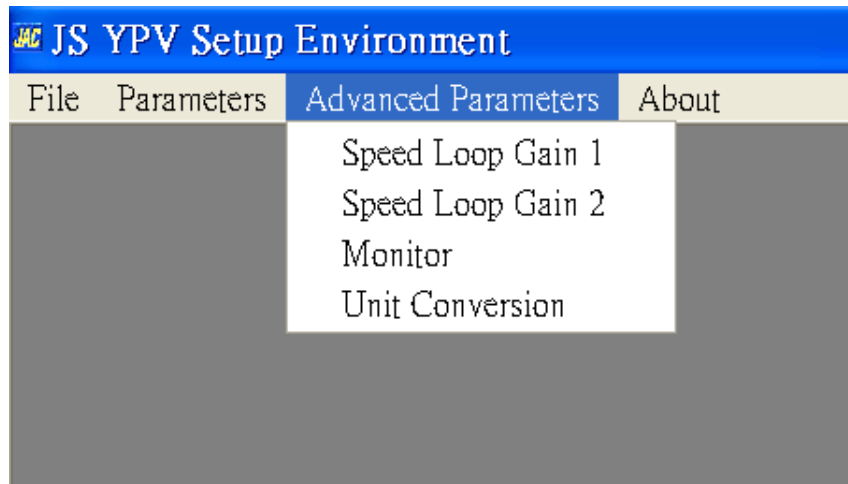 JAC JS YPV Setup Environment
File Parameters Advanced Parameters About
Speed Loop Gain 1
Speed Loop Gain 2
Monitor
Unit Conversion